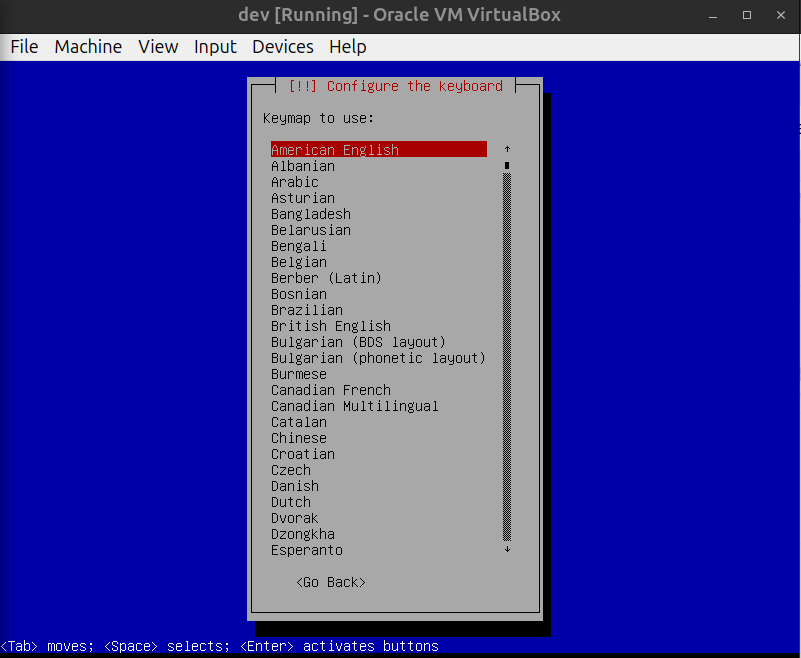 dev [Running] - Oracle VM VirtualBox
File Machine View Input Devices Help
[!!] Configure the keyboard
Keymap to use:
American English
Albanian
Arabic
Asturian
Bangladesh
Belarusian
Bengali
Belgian
Berber (Latin)
Bosnian
Brazilian
British English
Bulgarian (BDS layout)
Bulgarian (phonetic layout)
Burmese
Canadian French
Canadian Multilingual
Catalan
Chinese
Croatian
Czech
Danish
Dutch
Dvorak
Dzongkha
Esperanto
<Go Back>
<Tab> moves; <Space> selects; <Enter> activates buttons